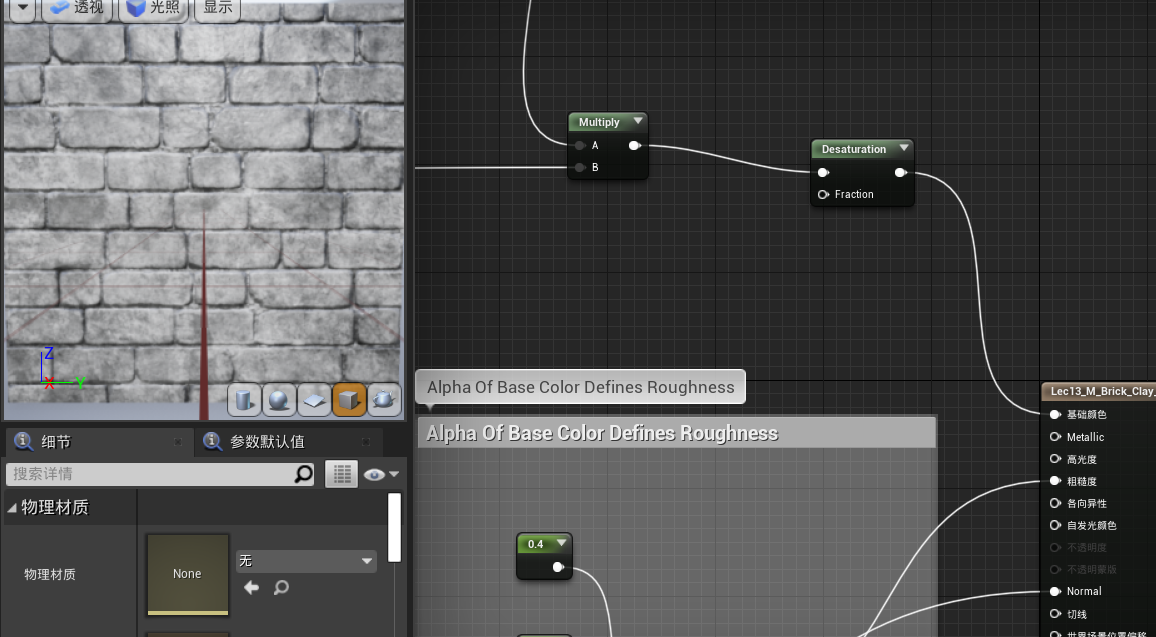 透视
光照
显示
Z
X
Y
细节
参数默认值
搜索详情
物理材质
物理材质
None
无
Multiply
A
B
Desaturation
Fraction
Alpha Of Base Color Defines Roughness
Alpha Of Base Color Defines Roughness
0.4
Lec13_M_Brick_Clay_
基础颜色
Metallic
高光度
粗糙度
各向异性
自发光颜色
不透明度
不透明蒙版
Normal
切线
世界场景位置偏移